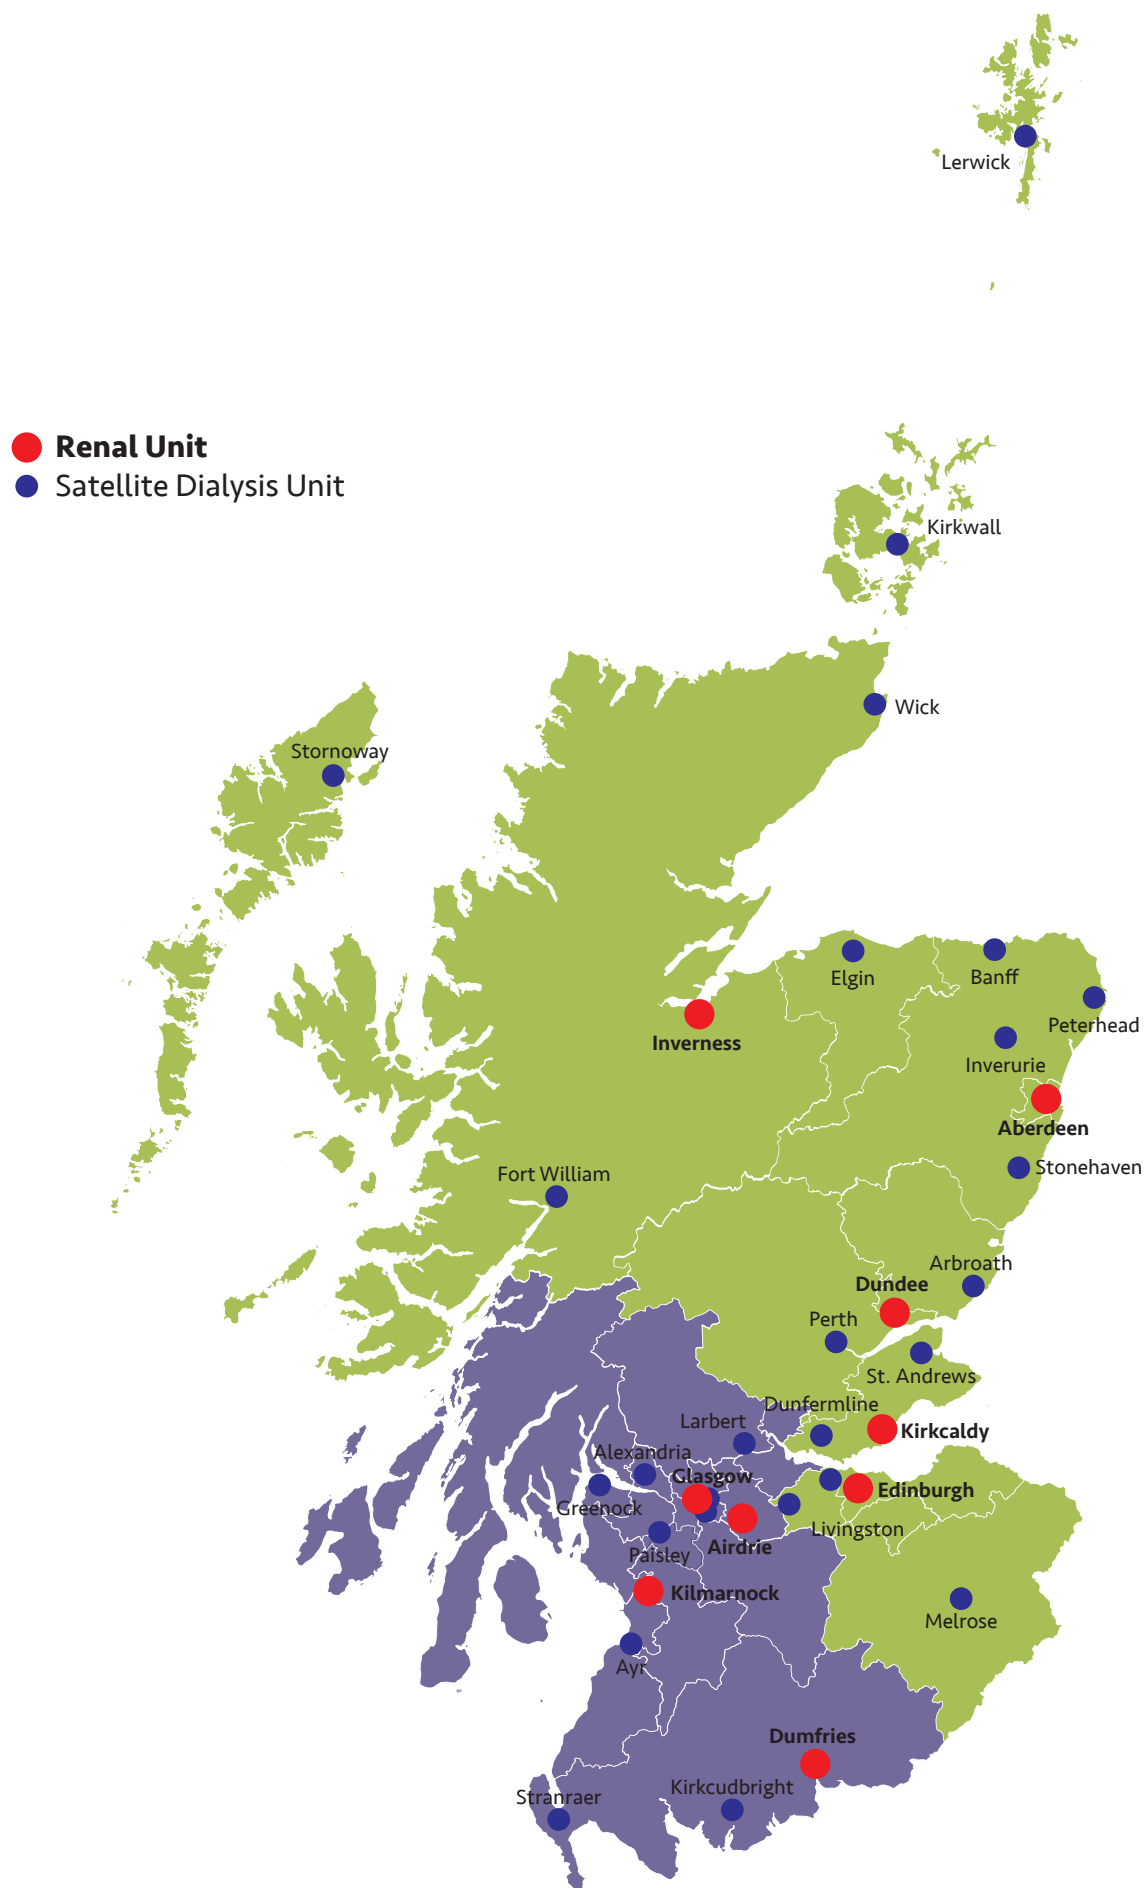 Lerwick
Renal Unit
Satellite Dialysis Unit
Kirkwall
Wick
Stornoway
Elgin
Banff
Peterhead
Inverness
Inverurie
Aberdeen
Stonehaven
Fort William
Arbroath
Dundee
Perth
St. Andrews
Dunfermline
Larbert
Kirkcaldy
Alexandria
Glasgow
Edinburgh
Greenock
Livingston
Airdrie
Paisley
Kilmarnock
Melrose
Ayr
Dumfries
Kirkcudbright
Stranraer